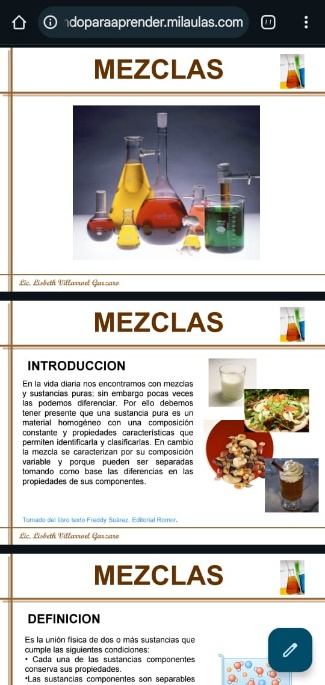 doparaaprender.milaulas.com
MEZCLAS
Lic. Lisbeth Villarroel Garzaro
MEZCLAS
INTRODUCCION
En la vida diaria nos encontramos con mezclas
y sustancias puras; sin embargo pocas veces
las podemos diferenciar. Por ello debemos
tener presente que una sustancia pura es un
material homogéneo con una composición
constante y propiedades características que
permiten identificarla y clasificarlas. En cambio
la mezcla se caracterizan por su composición
variable y porque pueden ser separadas
tomando como base las diferencias en las
propiedades de sus componentes.
Tomado del libro texto Freddy Suárez. Editorial Romor.
Lic. Lisbeth Villarroel Garzaro
MEZCLAS
DEFINICION
Es la unión física de dos o más sustancias que
cumple las siguientes condiciones:
• Cada una de las sustancias componentes
conserva sus propiedades.
•Las sustancias componentes son separables